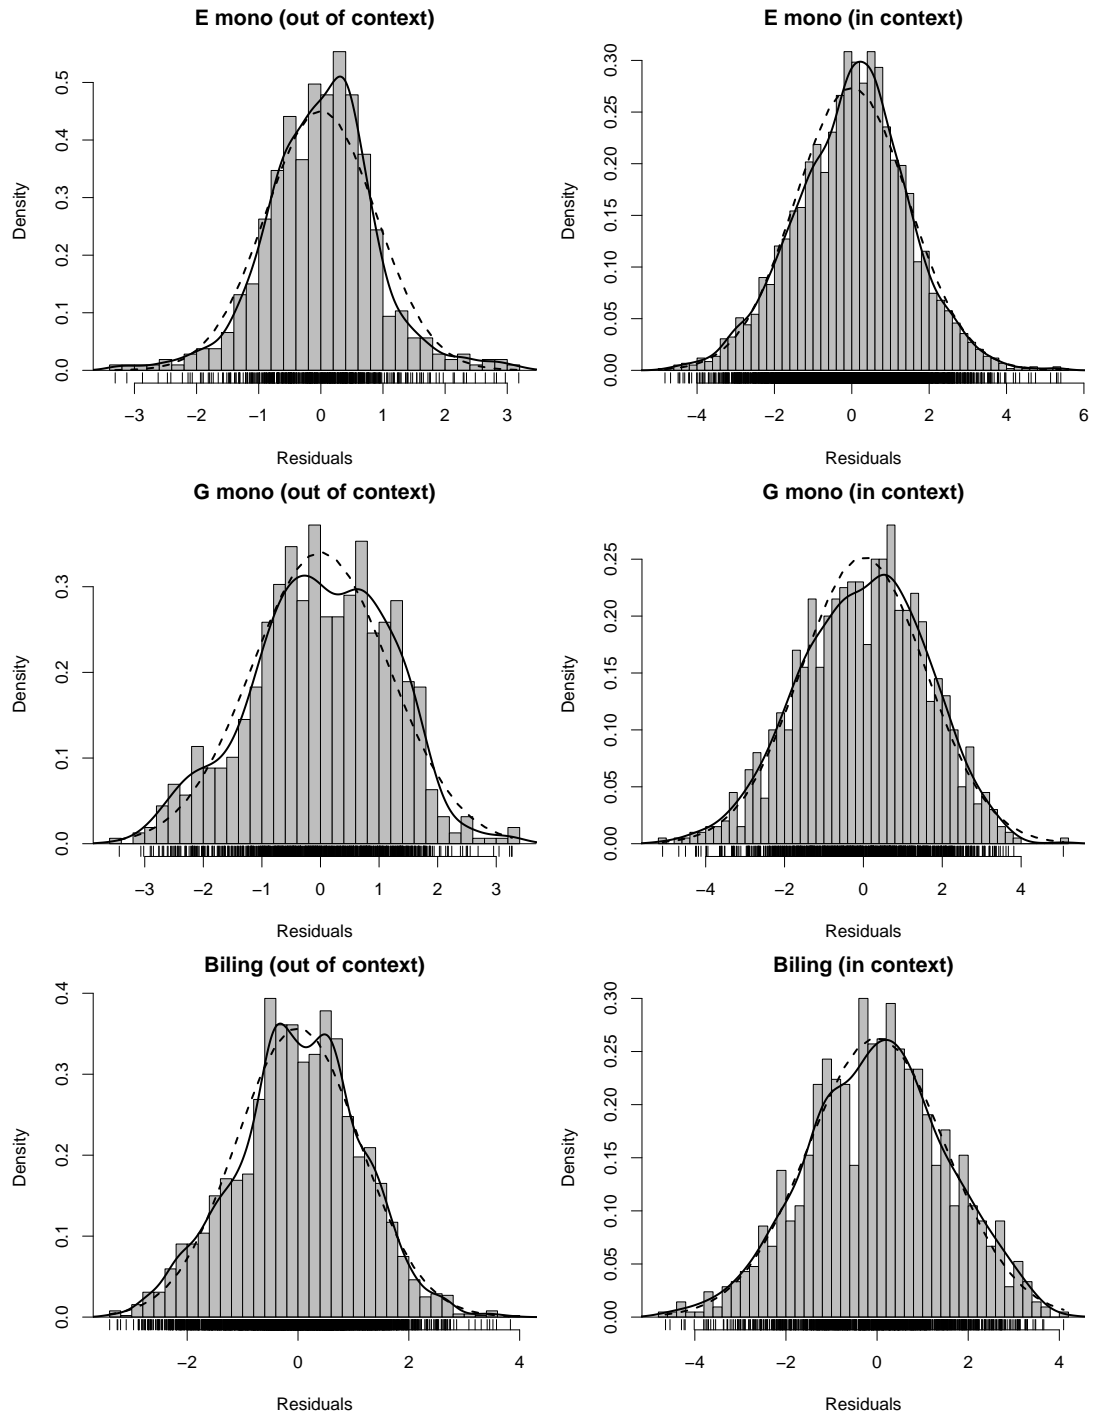 E mono (out of context)
Density
0.0 0.1 0.2 0.3 0.4 0.5
−3 −2 −1 0 1 2 3
Residuals
E mono (in context)
Density
0.00 0.05 0.10 0.15 0.20 0.25 0.30
−4 −2 0 2 4 6
Residuals
G mono (out of context)
Density
0.0 0.1 0.2 0.3
−3 −2 −1 0 1 2 3
Residuals
G mono (in context)
Density
0.00 0.05 0.10 0.15 0.20 0.25
−4 −2 0 2 4
Residuals
Biling (out of context)
Density
0.0 0.1 0.2 0.3 0.4
−2 0 2 4
Residuals
Biling (in context)
Density
0.00 0.05 0.10 0.15 0.20 0.25 0.30
−4 −2 0 2 4
Residuals